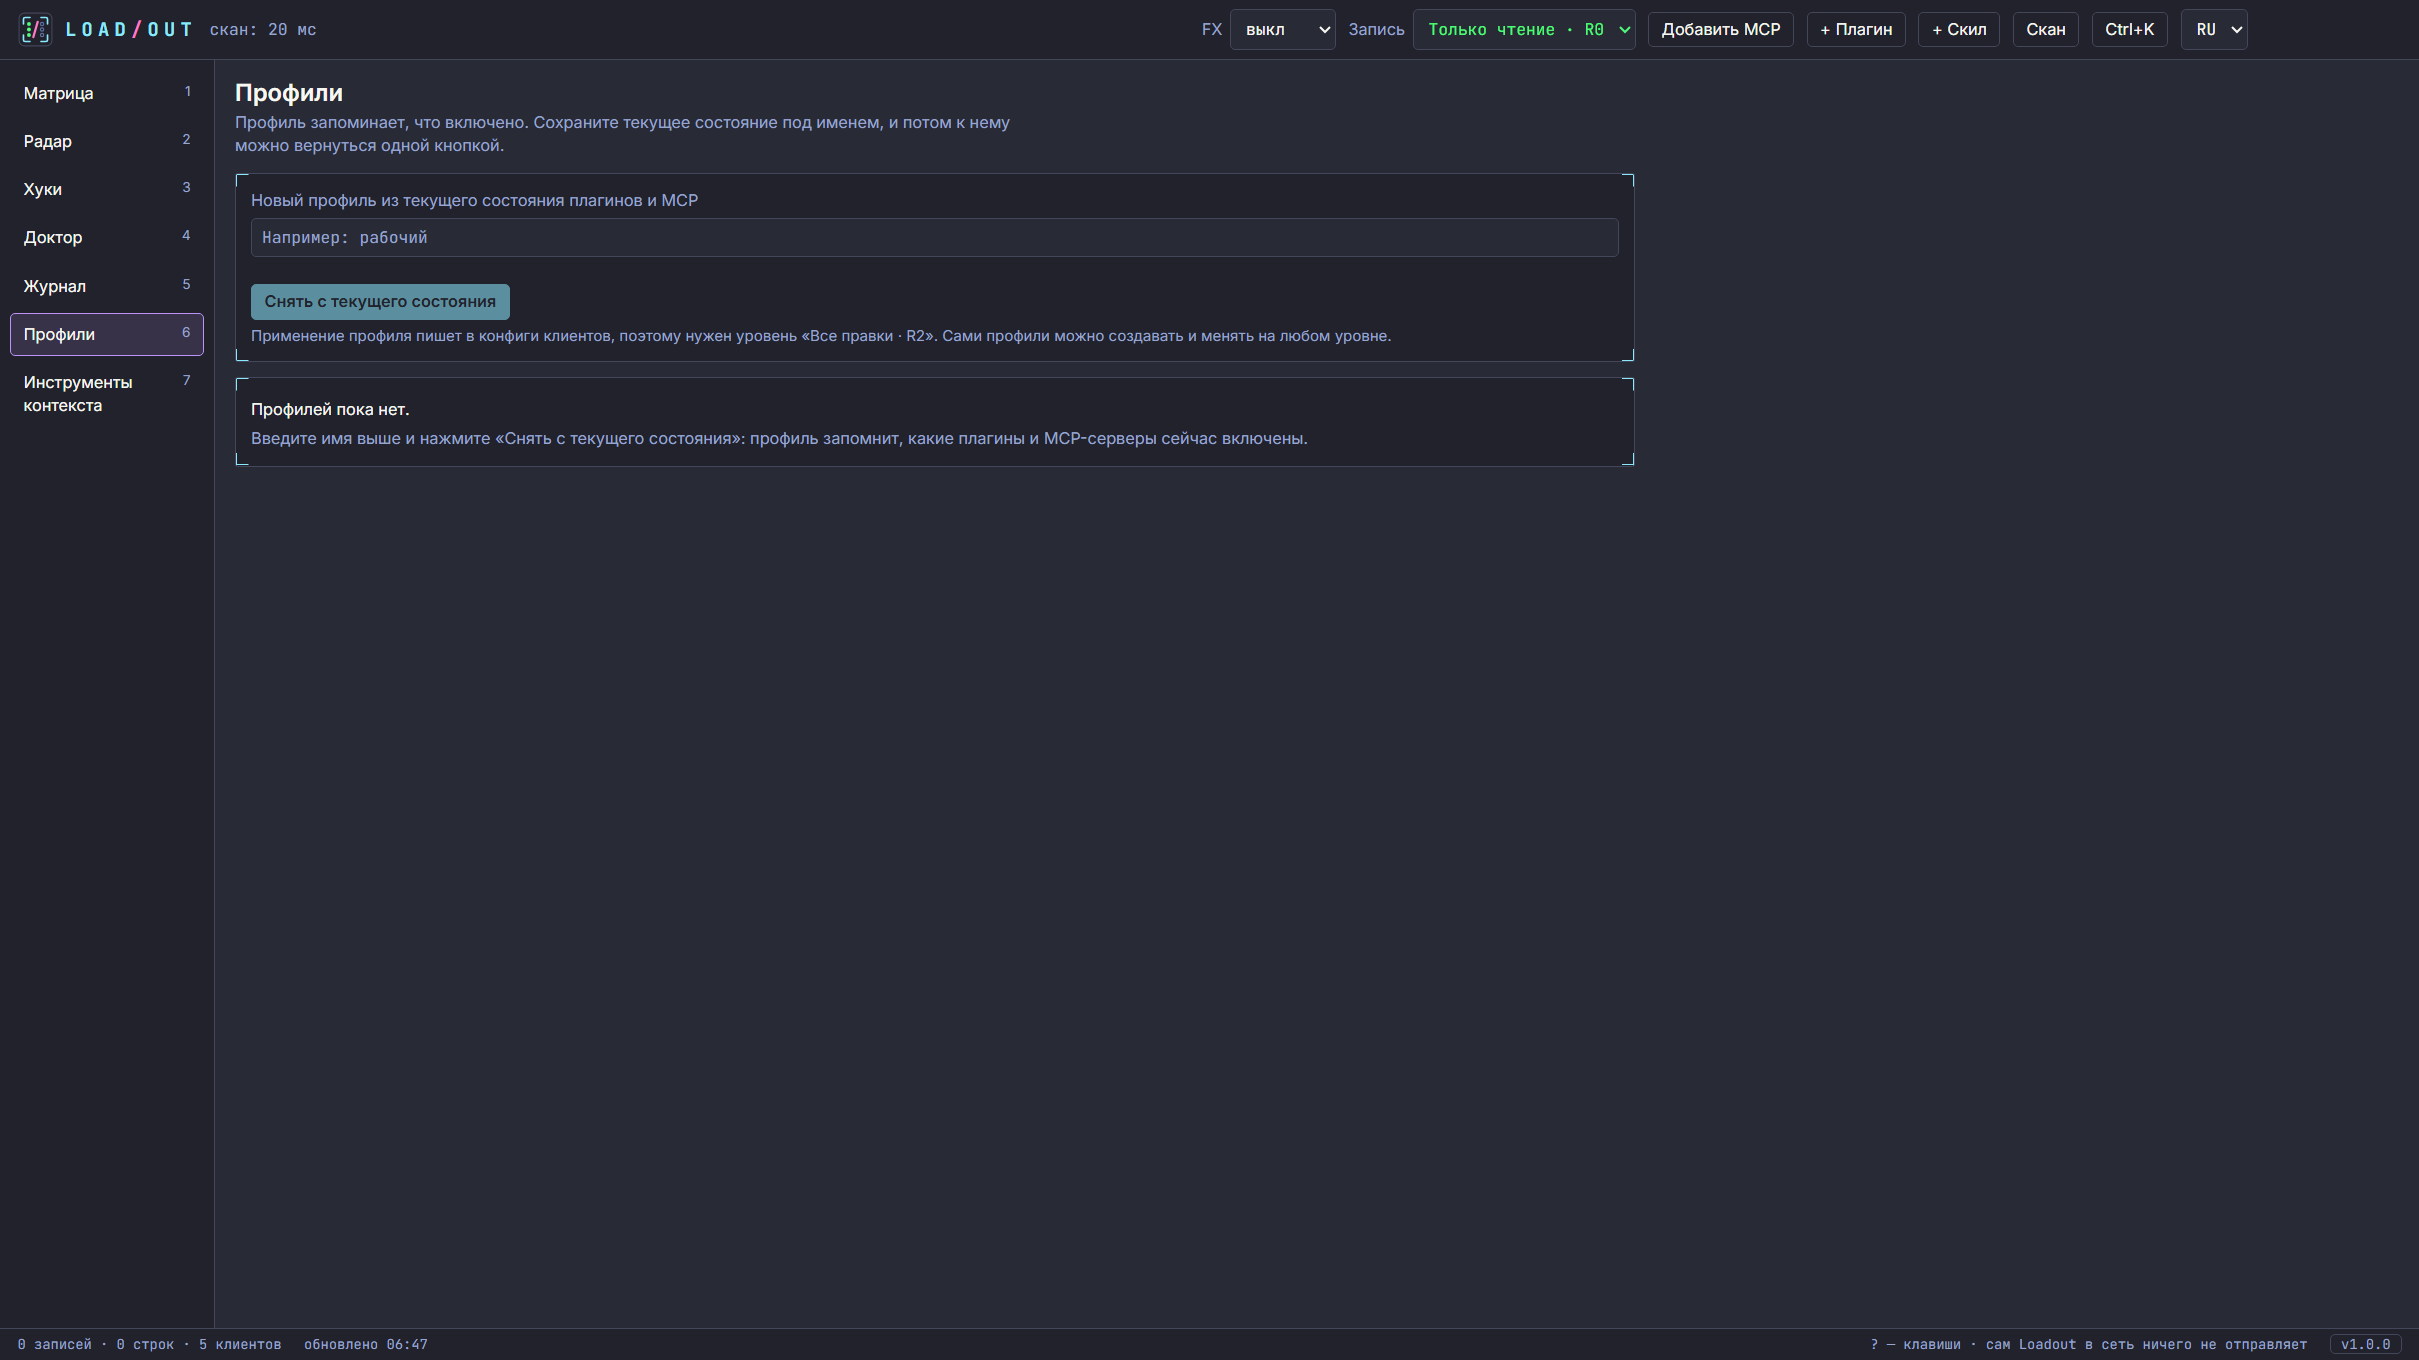 LOAD/OUT скан: 20 мс FX выкл Запись Только чтение · R0 Добавить MCP + Плагин + Скил Скан Ctrl+K RU
Матрица 1
Радар 2
Хуки 3
Доктор 4
Журнал 5
Профили 6
Инструменты 7
контекста
Профили
Профиль запоминает, что включено. Сохраните текущее состояние под именем, и потом к нему
можно вернуться одной кнопкой.
Новый профиль из текущего состояния плагинов и MCP
Например: рабочий
Снять с текущего состояния
Применение профиля пишет в конфиги клиентов, поэтому нужен уровень «Все правки · R2». Сами профили можно создавать и менять на любом уровне.
Профилей пока нет.
Введите имя выше и нажмите «Снять с текущего состояния»: профиль запомнит, какие плагины и MCP-серверы сейчас включены.
0 записей · 0 строк · 5 клиентов обновлено 06:47 ? — клавиши · сам Loadout в сеть ничего не отправляет v1.0.0